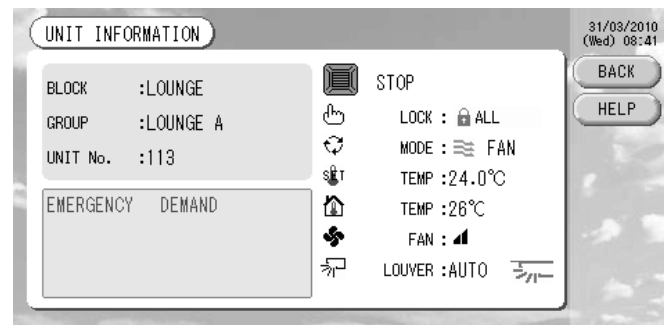 UNIT INFORMATION
31/03/2010
(Wed) 08:41
BACK
HELP
BLOCK :LOUNGE
GROUP :LOUNGE A
UNIT No. :113
EMERGENCY DEMAND
STOP
LOCK : ALL
MODE : FAN
SET TEMP :24.0℃
TEMP :26℃
FAN :
LOUVER :AUTO